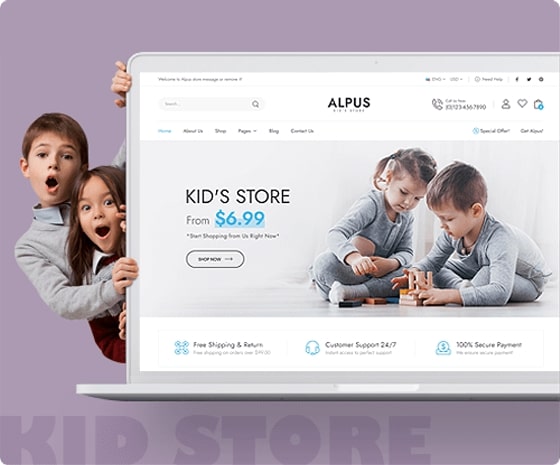 Welcome to Alpus store message or remove it!
ENG
USD
Need Help
Search...
ALPUS
KID'S STORE
Call Us Now
(0)123-456-7890
Home
About Us
Shop
Pages
Blog
Contact Us
Special Offer!
Get Alpus!
KID'S STORE
From $6.99
*Start Shopping from Us Right Now*
SHOP NOW
Free Shipping & Return
Free shipping on orders over $99.00
Customer Support 24/7
Instant access to perfect support
100% Secure Payment
We ensure secure payment!
KID STORE